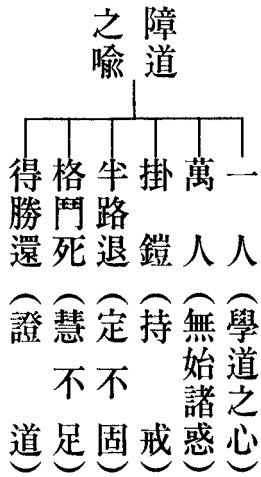 障道
之喩
一人（學道之心）
萬人（無始諸惑）
掛鎧（持戒）
半路退（定不固）
格鬥死（慧不足）
得勝還（證道）